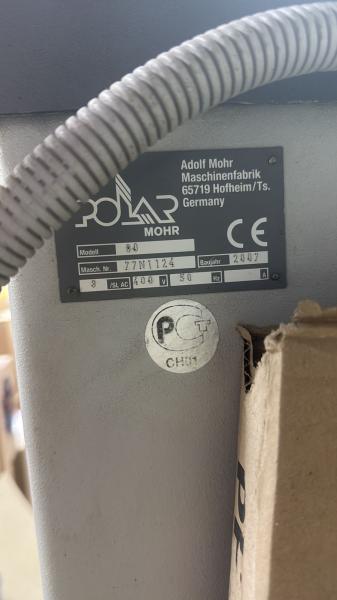 Adolf Mohr
Maschinenfabrik
65719 Hofheim/Ts.
Germany
POLAR
MOHR
CE
Modell 80
Masch. Nr. 77N1124 Baujahr 2007
3 /SL AC 400 V 50 Hz A
PCT
CH01